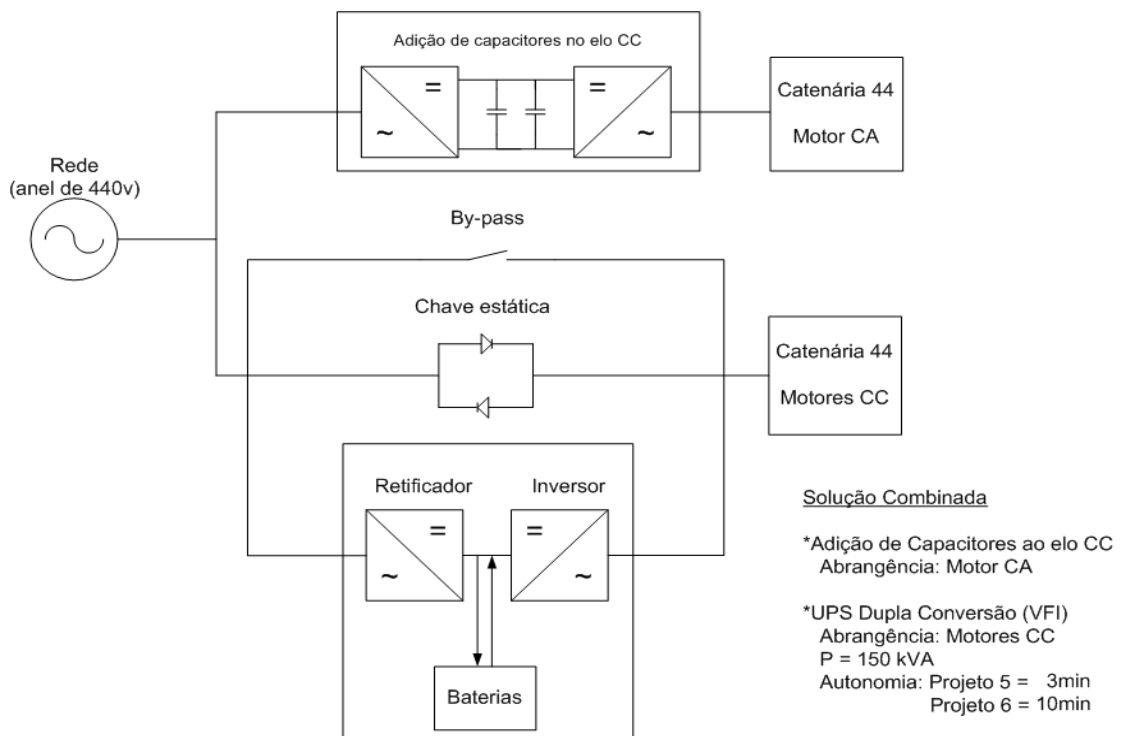 Adição de capacitores no elo CC
=
~
=
~
Catenária 44
Motor CA
Rede
(anel de 440v)
By-pass
Chave estática
Catenária 44
Motores CC
Retificador
Inversor
=
~
=
~
Baterias
Solução Combinada
*Adição de Capacitores ao elo CC
Abrangência: Motor CA
*UPS Dupla Conversão (VFI)
Abrangência: Motores CC
P = 150 kVA
Autonomia: Projeto 5 = 3min
Projeto 6 = 10min